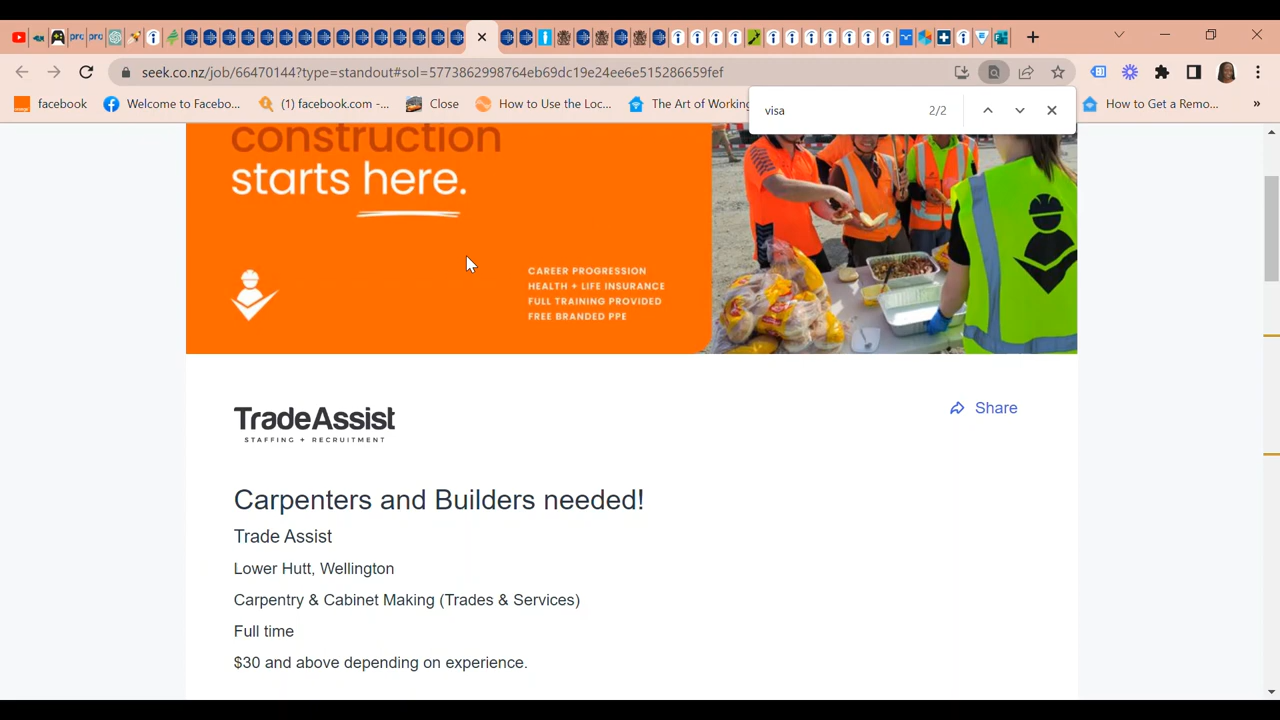 prc
prc
seek.co.nz/job/66470144?type=standout#sol=5773862998764eb69dc19e24ee6e515286659fef
facebook
Welcome to Facebo...
(1) facebook.com -...
Close
How to Use the Loc...
The Art of Working
How to Get a Remo...
»
visa
2/2
construction
starts here.
CAREER PROGRESSION
HEALTH + LIFE INSURANCE
FULL TRAINING PROVIDED
FREE BRANDED PPE
TradeAssist
STAFFING + RECRUITMENT
Share
Carpenters and Builders needed!
Trade Assist
Lower Hutt, Wellington
Carpentry & Cabinet Making (Trades & Services)
Full time
$30 and above depending on experience.